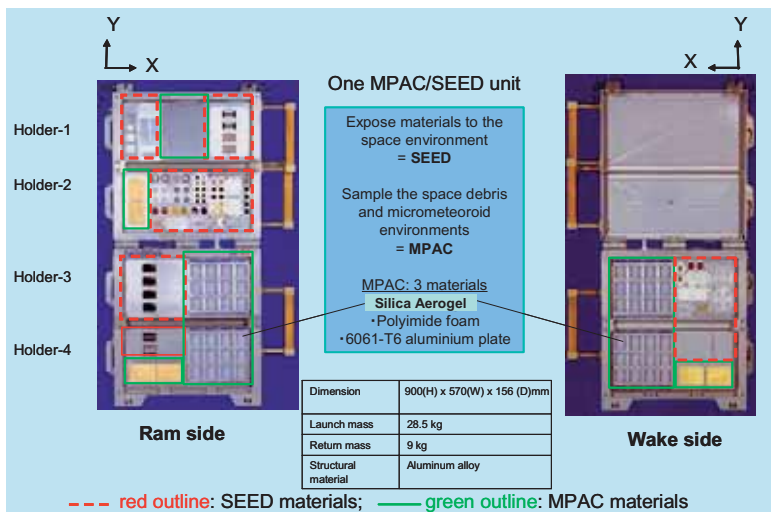 Y
X
Y
X
One MPAC/SEED unit
Holder-1
Holder-2
Holder-3
Holder-4
Expose materials to the
space environment
= SEED
Sample the space debris
and micrometeoroid
environments
= MPAC
MPAC: 3 materials
Silica Aerogel
・Polyimide foam
・6061-T6 aluminium plate
Ram side
Wake side
Dimension 900(H) x 570(W) x 156 (D)mm
Launch mass 28.5 kg
Return mass 9 kg
Structural
material Aluminum alloy
red outline: SEED materials; green outline: MPAC materials